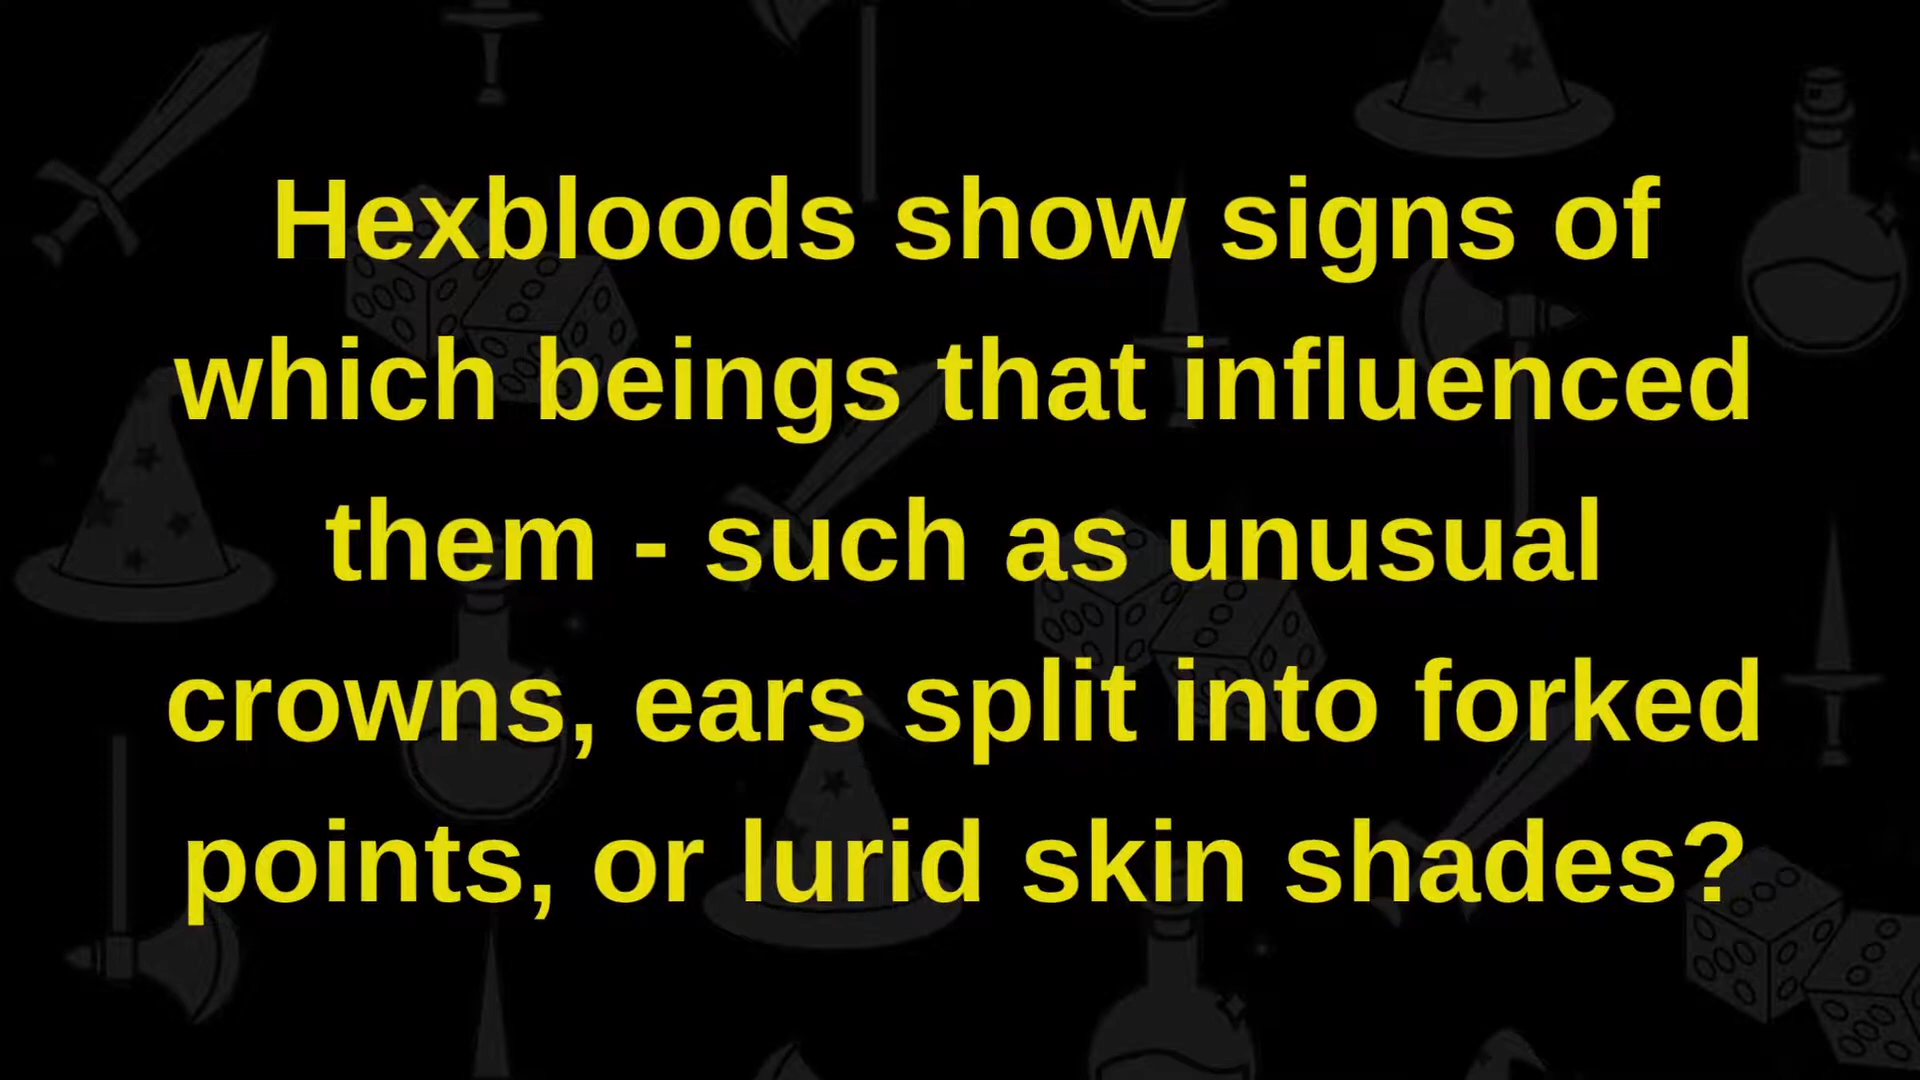 Hexbloods show signs of
which beings that influenced
them - such as unusual
crowns, ears split into forked
points, or lurid skin shades?